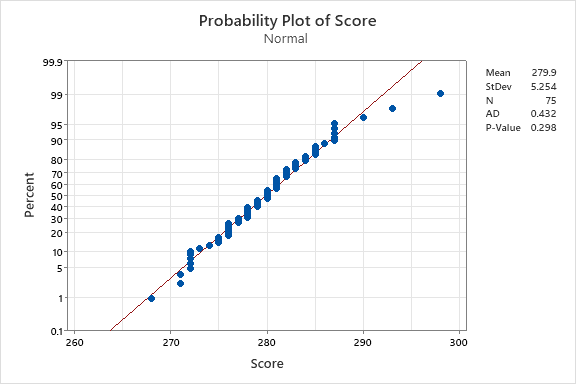 Probability Plot of Score
Normal
99.9
99
95
90
80
70
60
50
40
30
20
10
5
1
0.1
Percent
260 270 280 290 300
Score
Mean 279.9
StDev 5.254
N 75
AD 0.432
P-Value 0.298